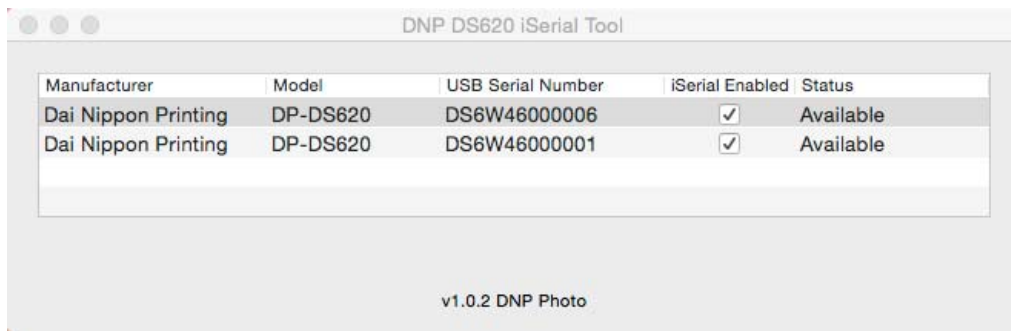 DNP DS620 iSerial Tool
Manufacturer Model USB Serial Number iSerial Enabled Status
Dai Nippon Printing DP-DS620 DS6W46000006 Available
Dai Nippon Printing DP-DS620 DS6W46000001 Available
v1.0.2 DNP Photo